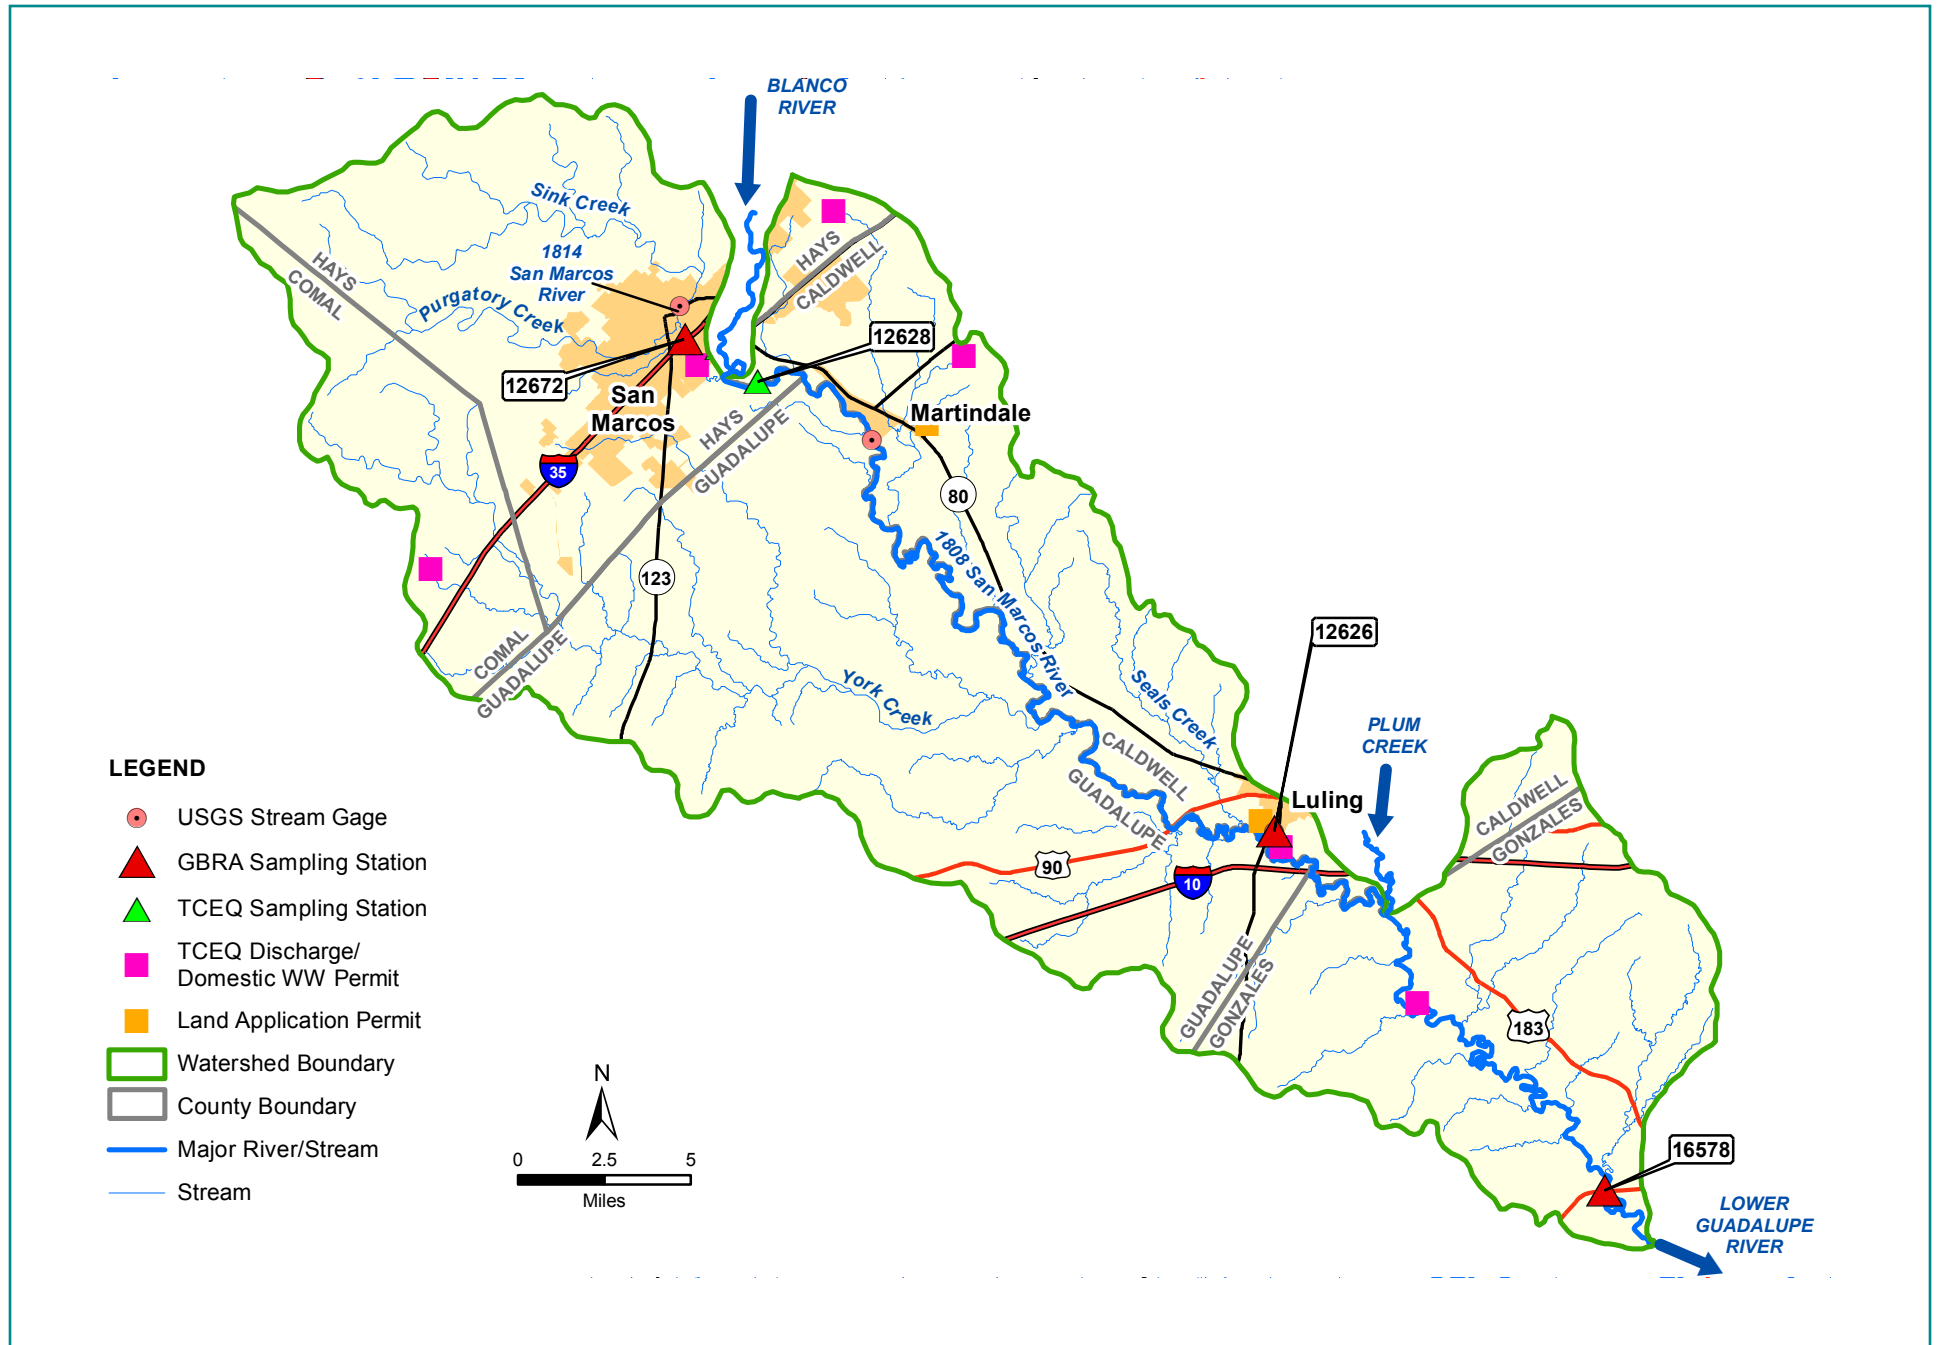 BLANCO
RIVER
Sink Creek
1814
San Marcos
River
HAYS
COMAL
Purgatory Creek
HAYS
CALDWELL
12628
12672
San
Marcos
Martindale
HAYS
GUADALUPE
35
80
123
1808 San Marcos River
12626
COMAL
GUADALUPE
York Creek
Seals Creek
PLUM
CREEK
CALDWELL
GUADALUPE
Luling
CALDWELL
GONZALES
90
10
GUADALUPE
GONZALES
183
16578
LOWER
GUADALUPE
RIVER
LEGEND
USGS Stream Gage
GBRA Sampling Station
TCEQ Sampling Station
TCEQ Discharge/
Domestic WW Permit
Land Application Permit
Watershed Boundary
County Boundary
Major River/Stream
Stream
N
0 2.5 5
Miles